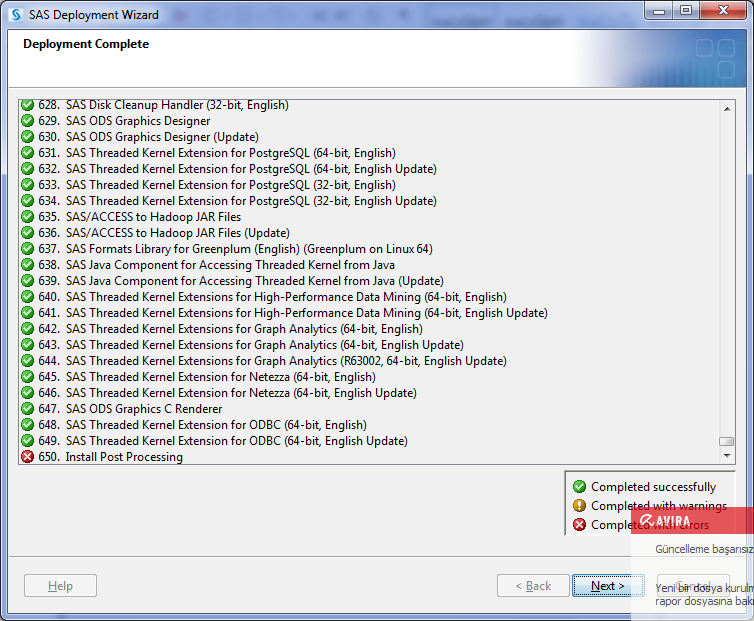 SAS Deployment Wizard
Deployment Complete
628. SAS Disk Cleanup Handler (32-bit, English)
629. SAS ODS Graphics Designer
630. SAS ODS Graphics Designer (Update)
631. SAS Threaded Kernel Extension for PostgreSQL (64-bit, English)
632. SAS Threaded Kernel Extension for PostgreSQL (64-bit, English Update)
633. SAS Threaded Kernel Extension for PostgreSQL (32-bit, English)
634. SAS Threaded Kernel Extension for PostgreSQL (32-bit, English Update)
635. SAS/ACCESS to Hadoop JAR Files
636. SAS/ACCESS to Hadoop JAR Files (Update)
637. SAS Formats Library for Greenplum (English) (Greenplum on Linux 64)
638. SAS Java Component for Accessing Threaded Kernel from Java
639. SAS Java Component for Accessing Threaded Kernel from Java (Update)
640. SAS Threaded Kernel Extensions for High-Performance Data Mining (64-bit, English)
641. SAS Threaded Kernel Extensions for High-Performance Data Mining (64-bit, English Update)
642. SAS Threaded Kernel Extensions for Graph Analytics (64-bit, English)
643. SAS Threaded Kernel Extensions for Graph Analytics (64-bit, English Update)
644. SAS Threaded Kernel Extensions for Graph Analytics (R63002, 64-bit, English Update)
645. SAS Threaded Kernel Extension for Netezza (64-bit, English)
646. SAS Threaded Kernel Extension for Netezza (64-bit, English Update)
647. SAS ODS Graphics C Renderer
648. SAS Threaded Kernel Extension for ODBC (64-bit, English)
649. SAS Threaded Kernel Extension for ODBC (64-bit, English Update)
650. Install Post Processing
Completed successfully
Completed with warnings
Completed with errors
AVIRA
Güncelleme başarısız
Help
< Back
Next >
Cancel
Yeni bir dosya kurulm
rapor dosyasına bakı